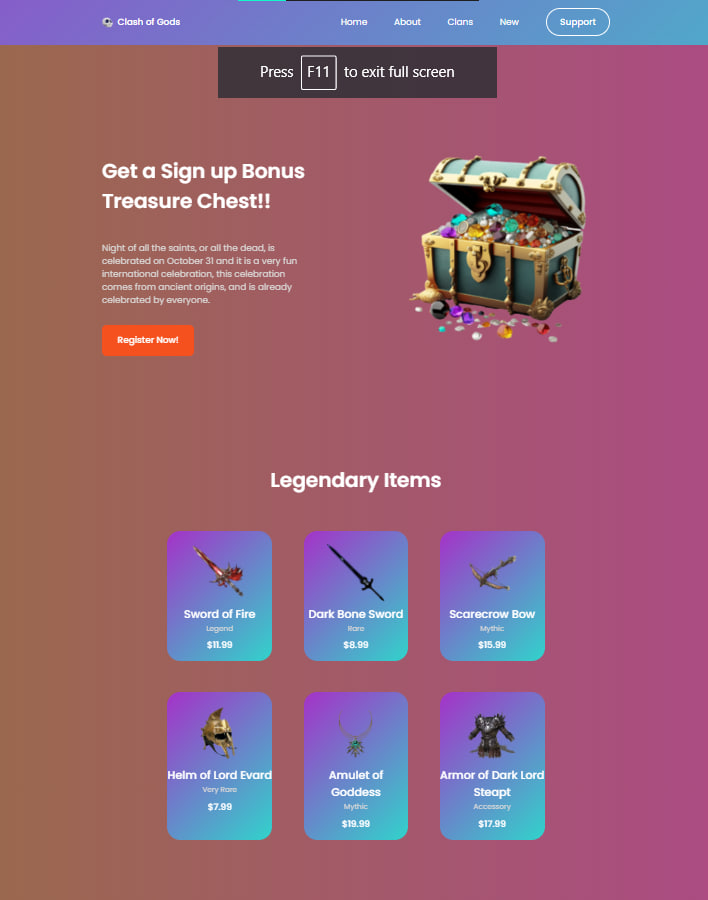 Clash of Gods Home About Clans New Support
Press F11 to exit full screen
Get a Sign up Bonus
Treasure Chest!!
Night of all the saints, or all the dead, is
celebrated on October 31 and it is a very fun
international celebration, this celebration
comes from ancient origins, and is already
celebrated by everyone.
Register Now!
Legendary Items
Sword of Fire
Legend
$11.99
Dark Bone Sword
Rare
$8.99
Scarecrow Bow
Mythic
$15.99
Helm of Lord Evard
Very Rare
$7.99
Amulet of
Goddess
Mythic
$19.99
Armor of Dark Lord
Steapt
Accessory
$17.99